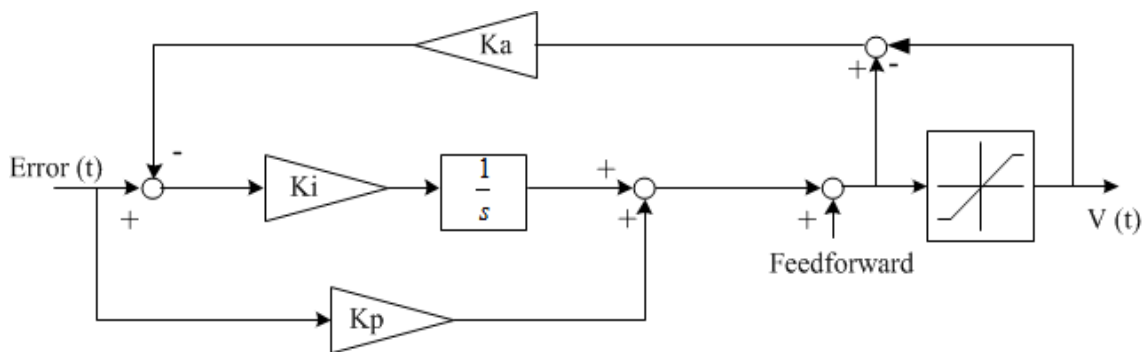 Ka
+
-
Error (t)
-
+
Ki
1
s
+
+
+
V (t)
Feedforward
Kp